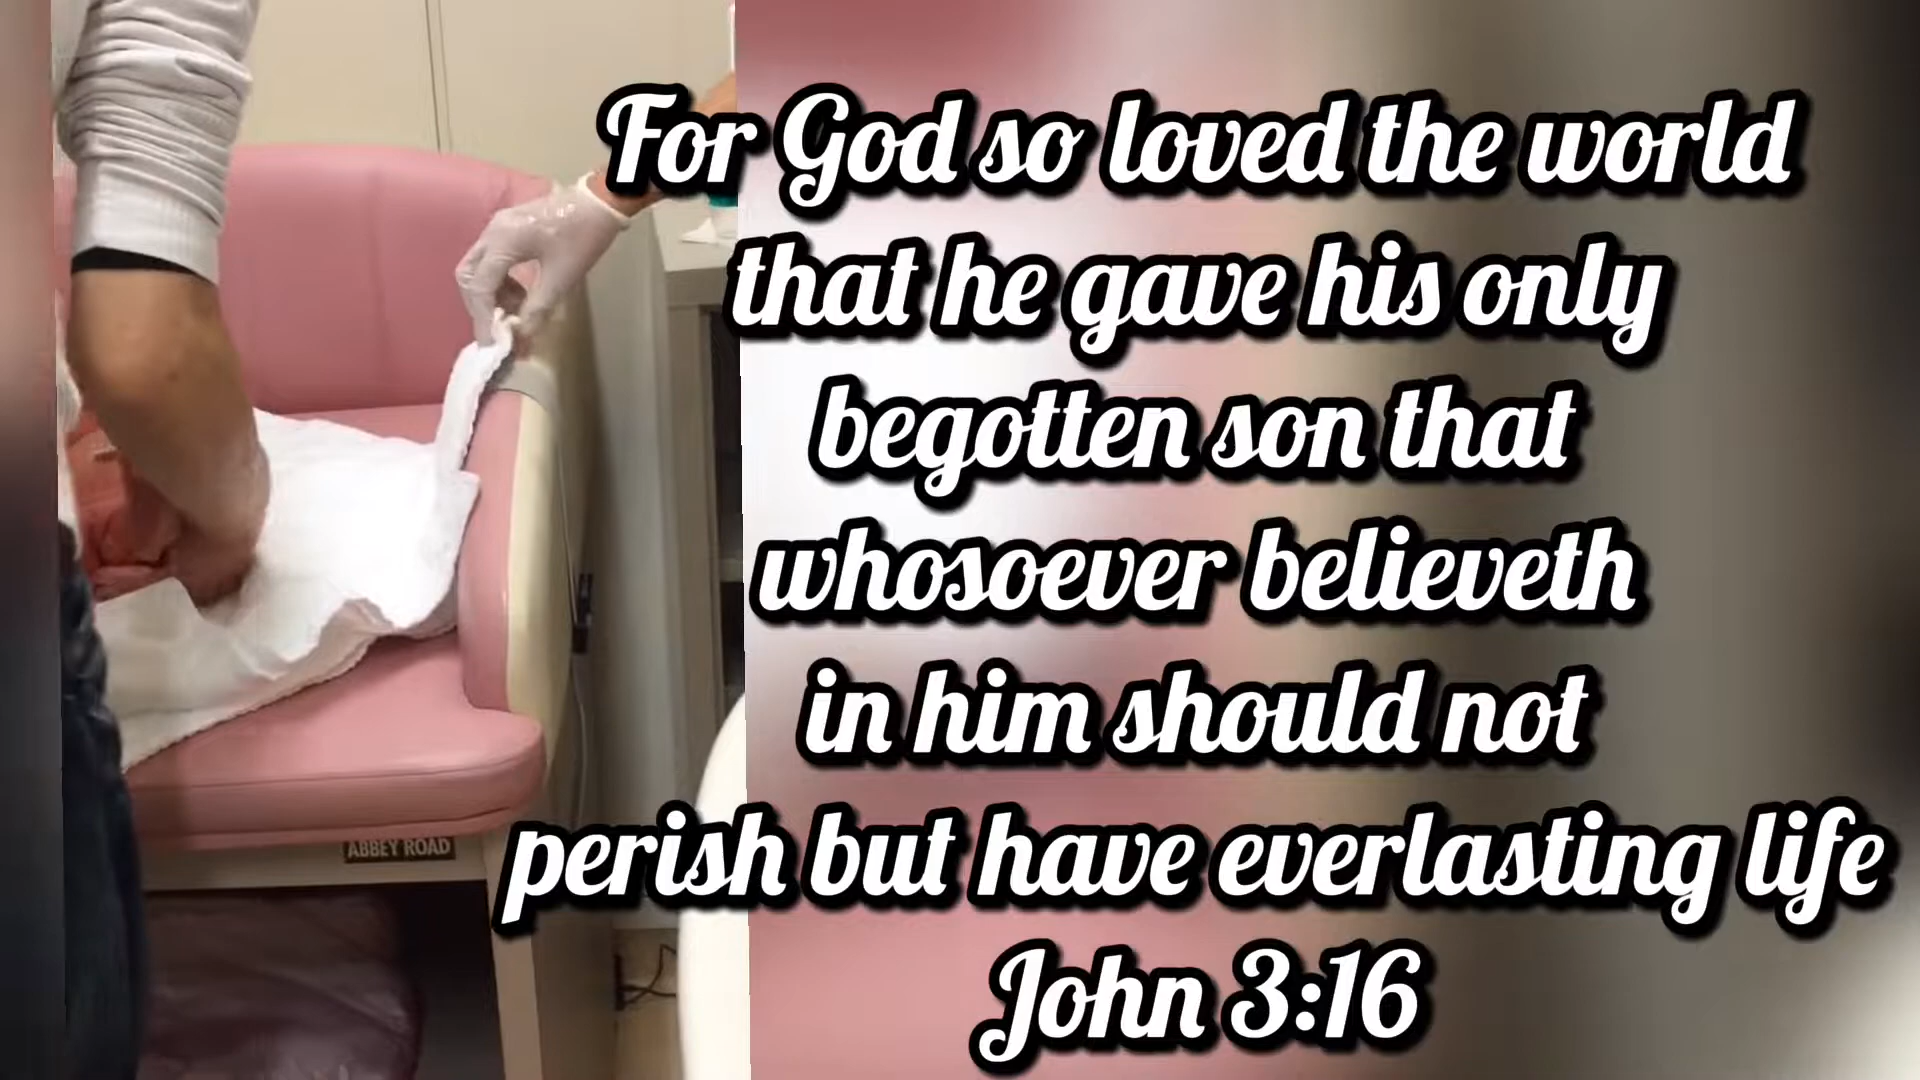 For God so loved the world
that he gave his only
begotten son that
whosoever believeth
in him should not
perish but have everlasting life
John 3:16
ABBEY ROAD